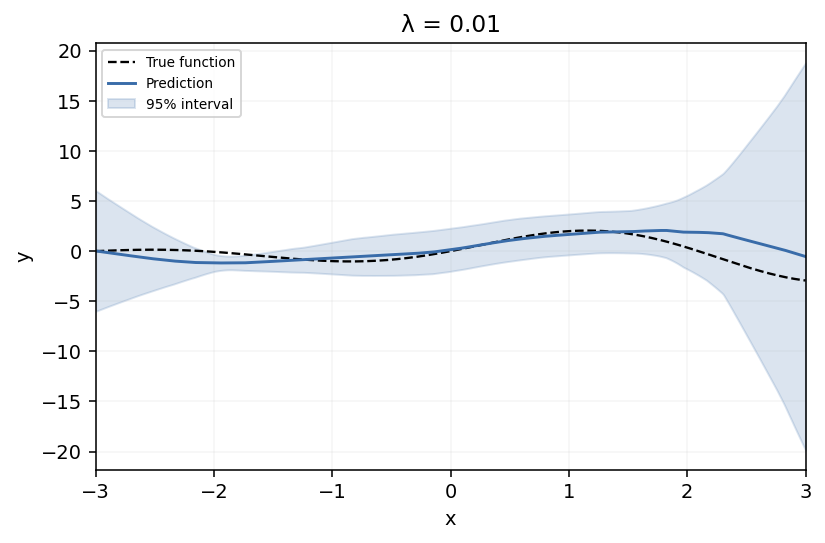 λ = 0.01
True function
Prediction
95% interval
20
15
10
5
0
−5
−10
−15
−20
y
−3 −2 −1 0 1 2 3
x